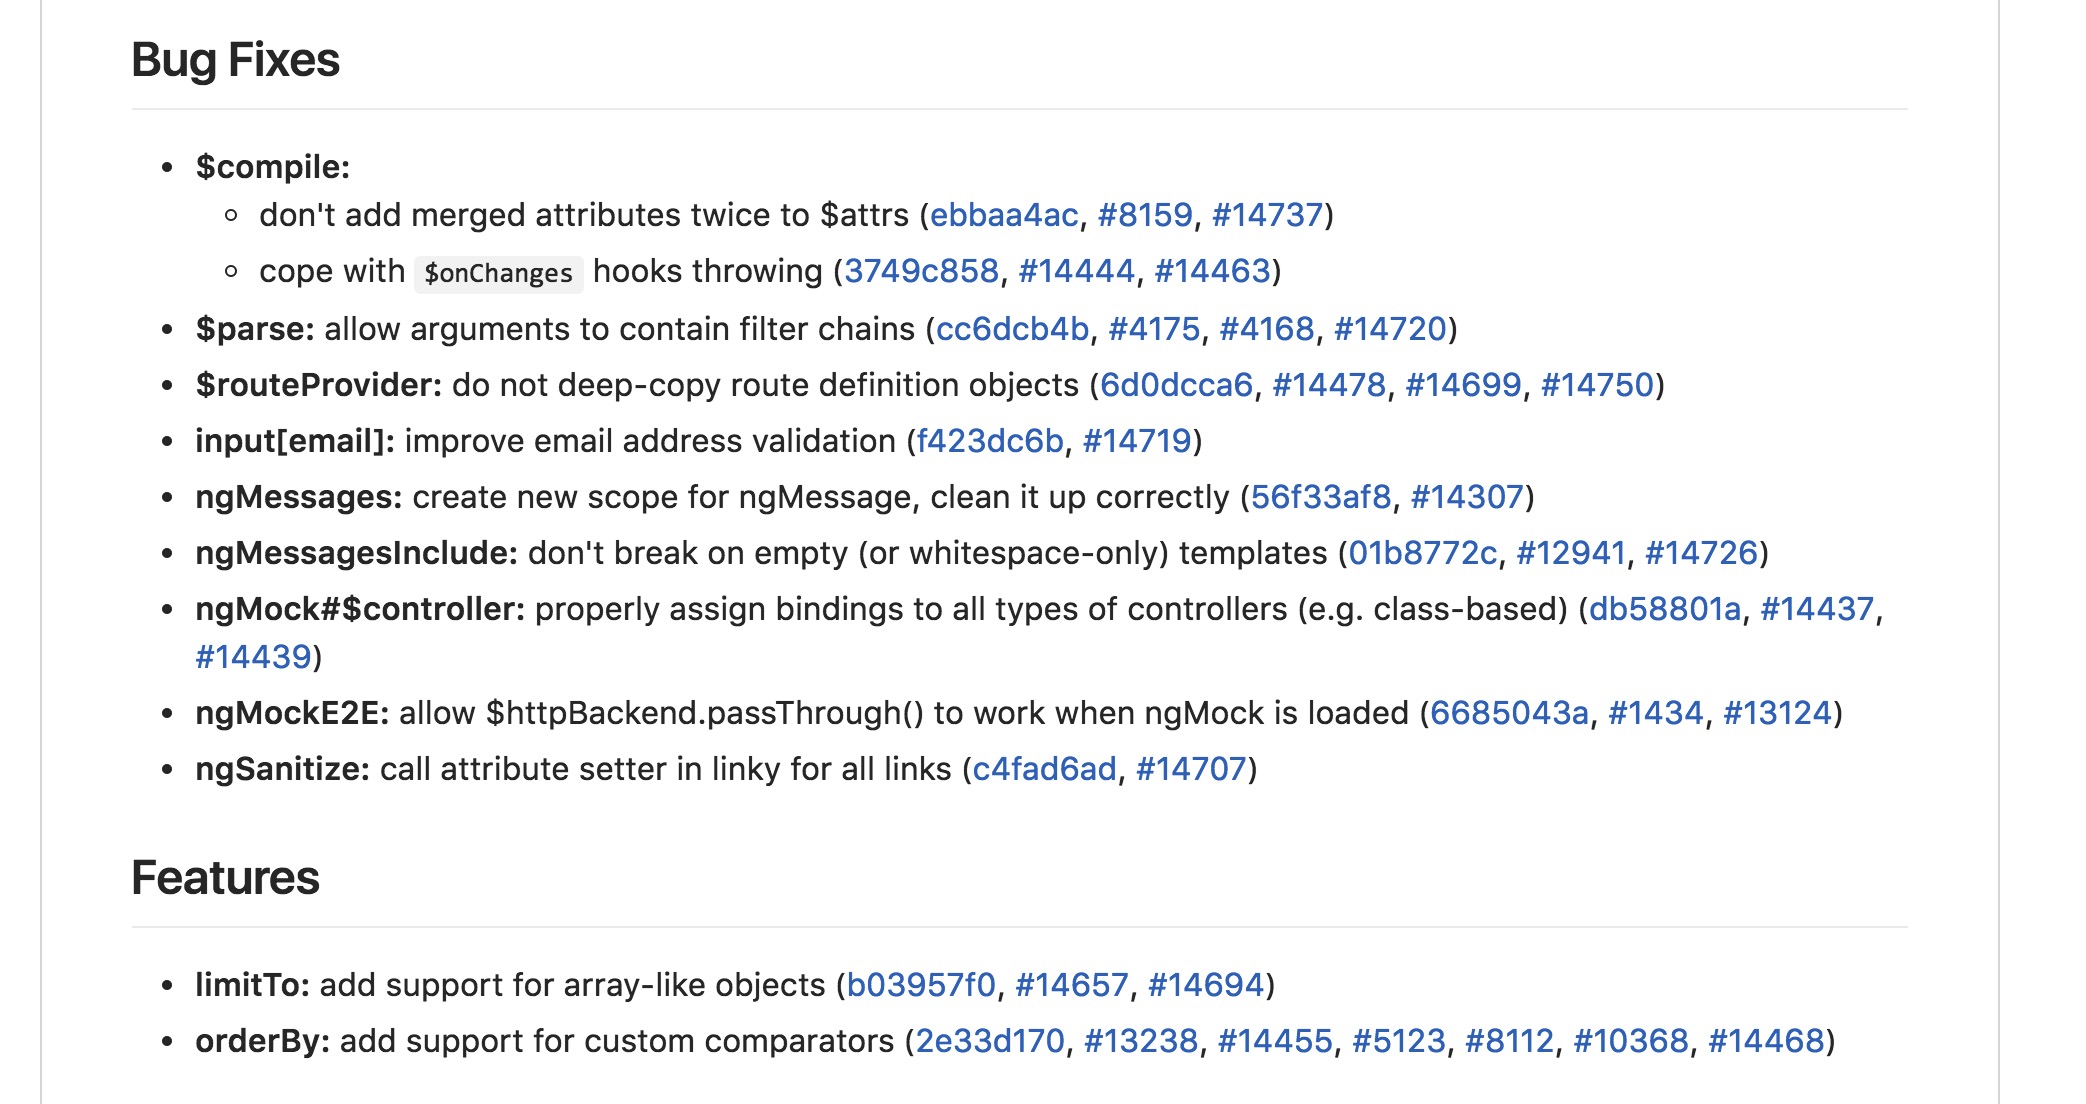 Bug Fixes
$compile:
don't add merged attributes twice to $attrs (ebbaa4ac, #8159, #14737)
cope with $onChanges hooks throwing (3749c858, #14444, #14463)
$parse: allow arguments to contain filter chains (cc6dcb4b, #4175, #4168, #14720)
$routeProvider: do not deep-copy route definition objects (6d0dcca6, #14478, #14699, #14750)
input[email]: improve email address validation (f423dc6b, #14719)
ngMessages: create new scope for ngMessage, clean it up correctly (56f33af8, #14307)
ngMessagesInclude: don't break on empty (or whitespace-only) templates (01b8772c, #12941, #14726)
ngMock#$controller: properly assign bindings to all types of controllers (e.g. class-based) (db58801a, #14437,
#14439)
ngMockE2E: allow $httpBackend.passThrough() to work when ngMock is loaded (6685043a, #1434, #13124)
ngSanitize: call attribute setter in linky for all links (c4fad6ad, #14707)
Features
limitTo: add support for array-like objects (b03957f0, #14657, #14694)
orderBy: add support for custom comparators (2e33d170, #13238, #14455, #5123, #8112, #10368, #14468)